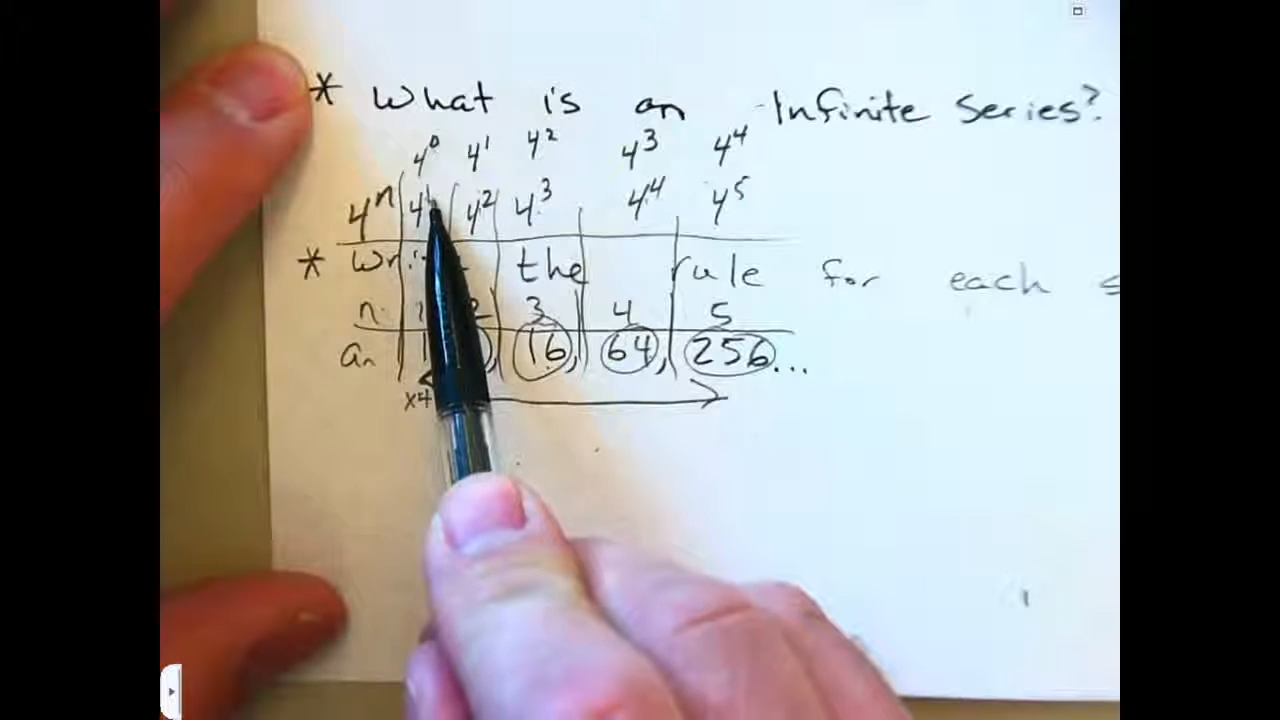 * What is an Infinite Series?
4⁰ 4¹ 4² 4³ 4⁴
4ⁿ 4¹ 4² 4³ 4⁴ 4⁵
* the rule for each
n 2 3 4 5
aₙ 1 , 16, 64, 256...
x4